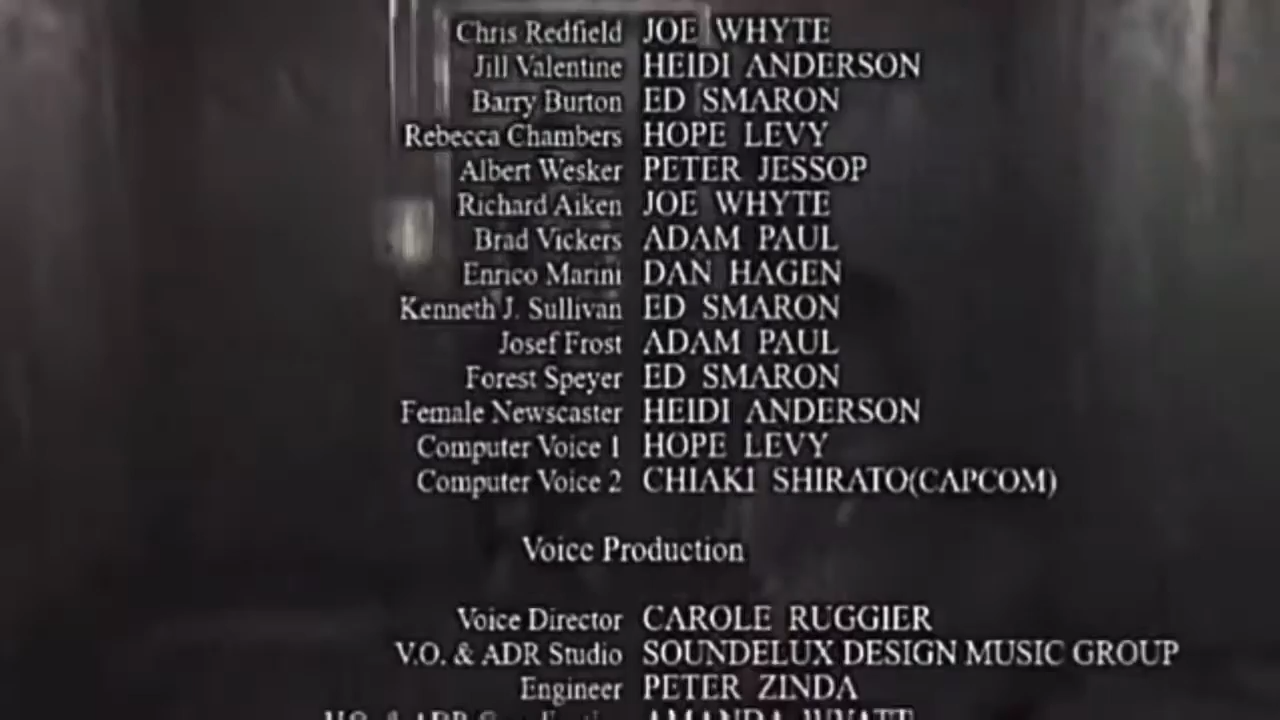 Chris Redfield JOE WHYTE
Jill Valentine HEIDI ANDERSON
Barry Burton ED SMARON
Rebecca Chambers HOPE LEVY
Albert Wesker PETER JESSOP
Richard Aiken JOE WHYTE
Brad Vickers ADAM PAUL
Enrico Marini DAN HAGEN
Kenneth J. Sullivan ED SMARON
Josef Frost ADAM PAUL
Forest Speyer ED SMARON
Female Newscaster HEIDI ANDERSON
Computer Voice 1 HOPE LEVY
Computer Voice 2 CHIAKI SHIRATO(CAPCOM)
Voice Production
Voice Director CAROLE RUGGIER
V.O. & ADR Studio SOUNDELUX DESIGN MUSIC GROUP
Engineer PETER ZINDA
V.O. & ADR AMANDA WYATT